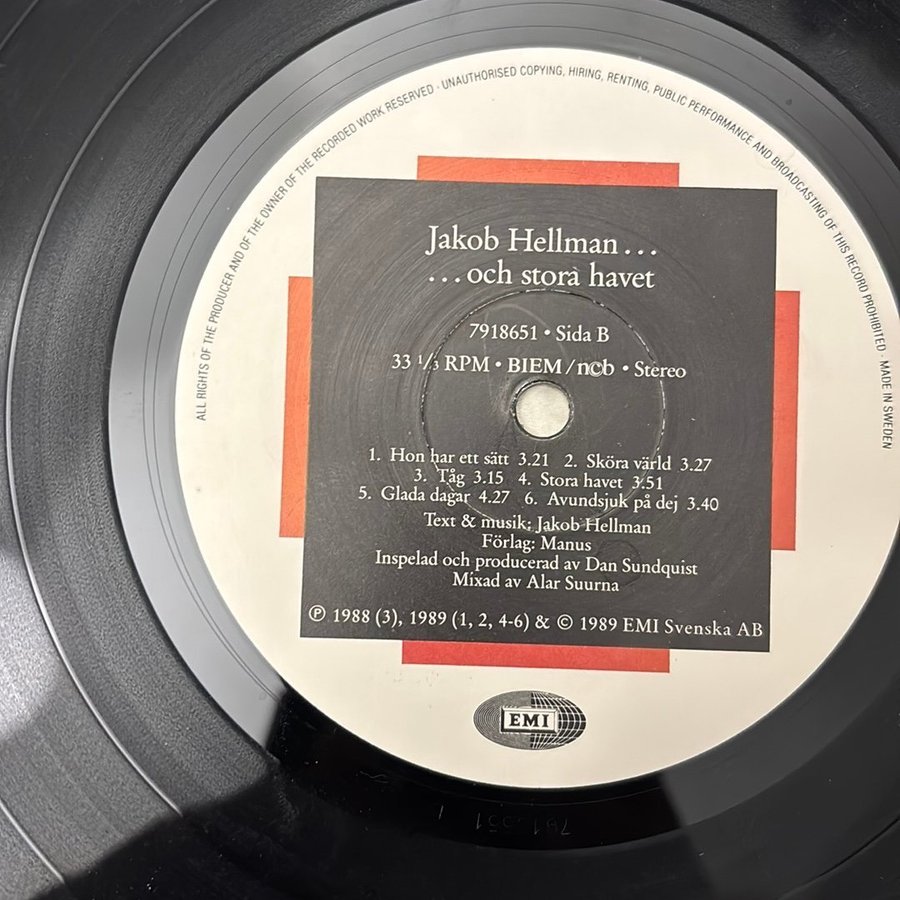 ALL RIGHTS OF THE PRODUCER AND OF THE OWNER OF THE RECORDED WORK RESERVED · UNAUTHORISED COPYING, HIRING, RENTING, PUBLIC PERFORMANCE AND BROADCASTING OF THIS RECORD PROHIBITED · MADE IN SWEDEN
Jakob Hellman . . .
. . . och stora havet
7918651 • Sida B
33 1/3 RPM • BIEM / ncb • Stereo
1. Hon har ett sätt 3.21 2. Sköra värld 3.27
3. Tåg 3.15 4. Stora havet 3.51
5. Glada dagar 4.27 6. Avundsjuk på dej 3.40
Text & musik: Jakob Hellman
Förlag: Manus
Inspelad och producerad av Dan Sundquist
Mixad av Alar Suurna
℗ 1988 (3), 1989 (1, 2, 4-6) & © 1989 EMI Svenska AB
EMI